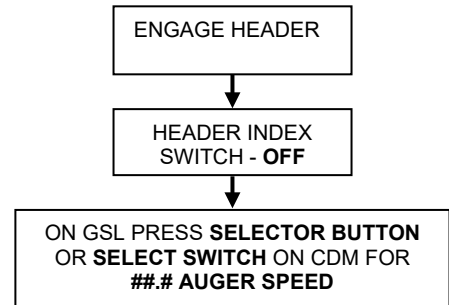 ENGAGE HEADER
HEADER INDEX
SWITCH - OFF
ON GSL PRESS SELECTOR BUTTON
OR SELECT SWITCH ON CDM FOR
##.# AUGER SPEED